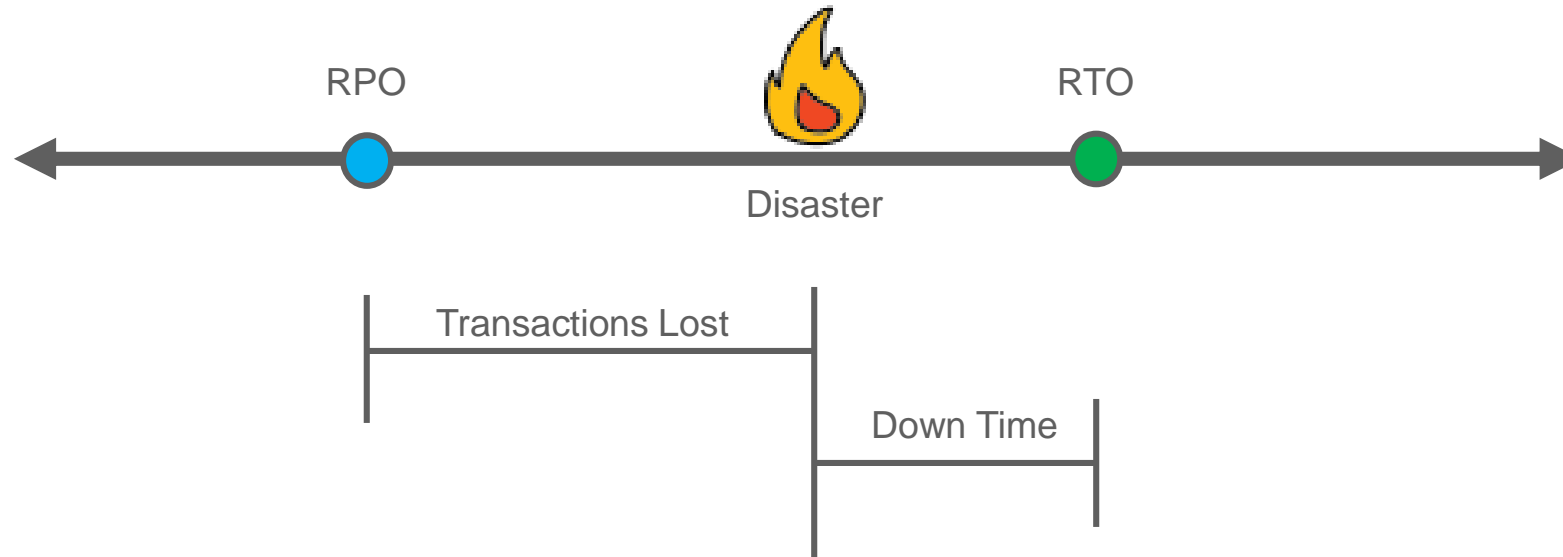 RPO
RTO
Disaster
Transactions Lost
Down Time